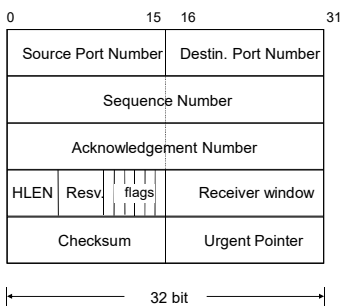 0 15 16 31
Source Port Number Destin. Port Number
Sequence Number
Acknowledgement Number
HLEN Resv. flags Receiver window
Checksum Urgent Pointer
32 bit